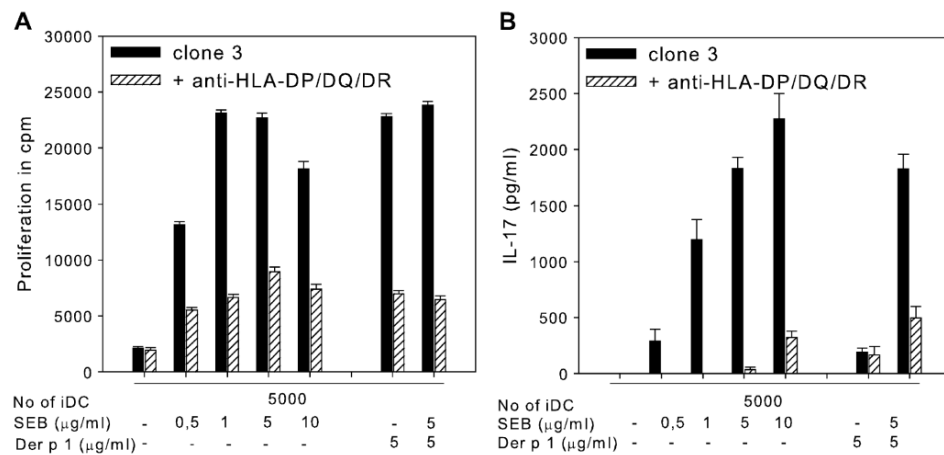 A
30000
25000
20000
15000
10000
5000
0
Proliferation in cpm
clone 3
+ anti-HLA-DP/DQ/DR
No of iDC 5000
SEB (µg/ml) - 0,5 1 5 10 - 5
Der p 1 (µg/ml) - - - - - 5 5
B
3000
2500
2000
1500
1000
500
0
IL-17 (pg/ml)
clone 3
+ anti-HLA-DP/DQ/DR
No of iDC 5000
SEB (µg/ml) - 0,5 1 5 10 - 5
Der p 1 (µg/ml) - - - - - 5 5